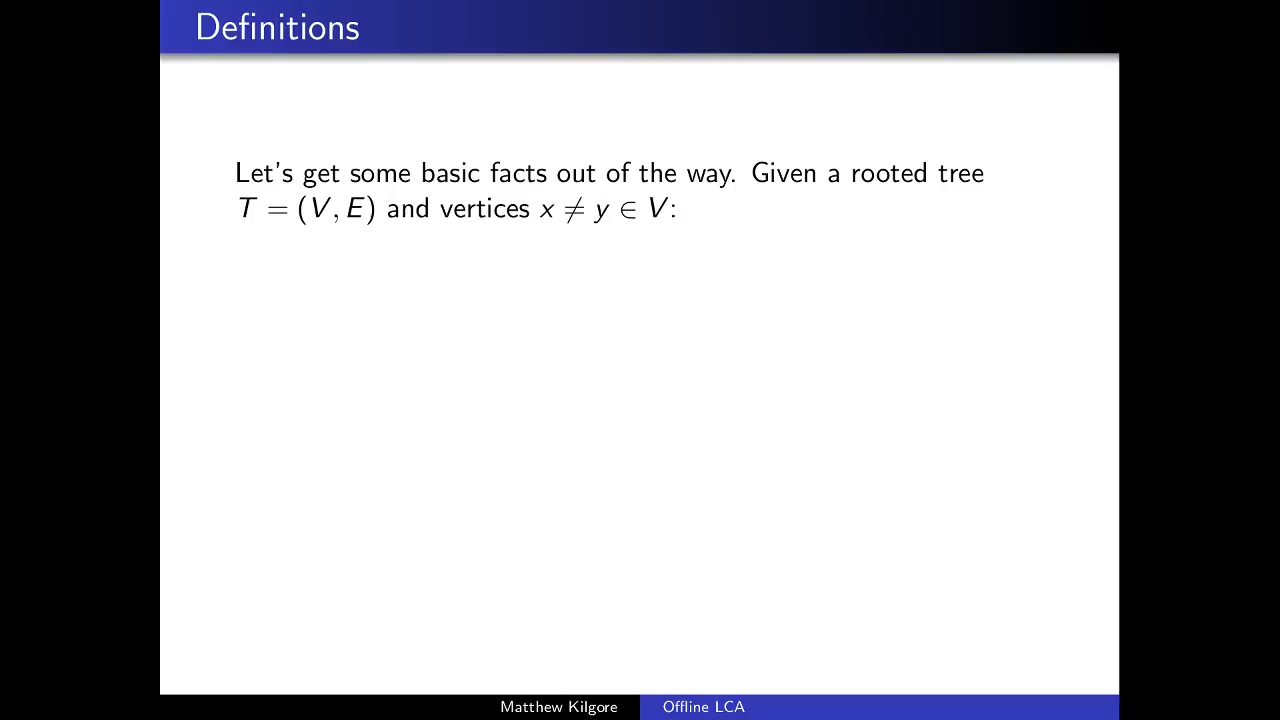 Definitions
Let's get some basic facts out of the way. Given a rooted tree
T = (V, E) and vertices x ≠ y ∈ V:
Matthew Kilgore
Offline LCA